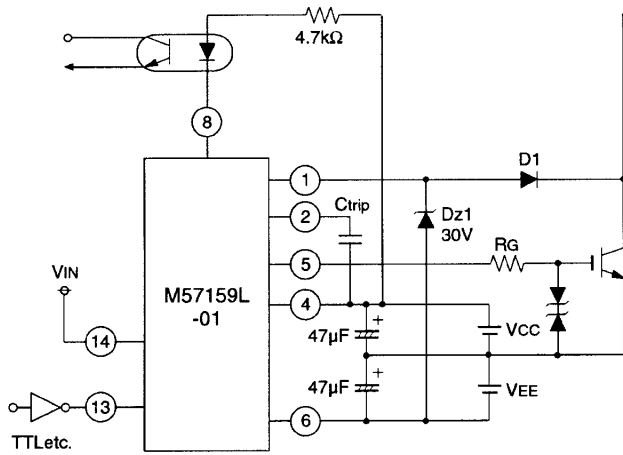 4.7kΩ
8
1
D1
2
Ctrip
Dz1
30V
5
RG
VIN
M57159L
-01
4
47μF
+
VCC
14
47μF
+
VEE
13
6
TTLetc.